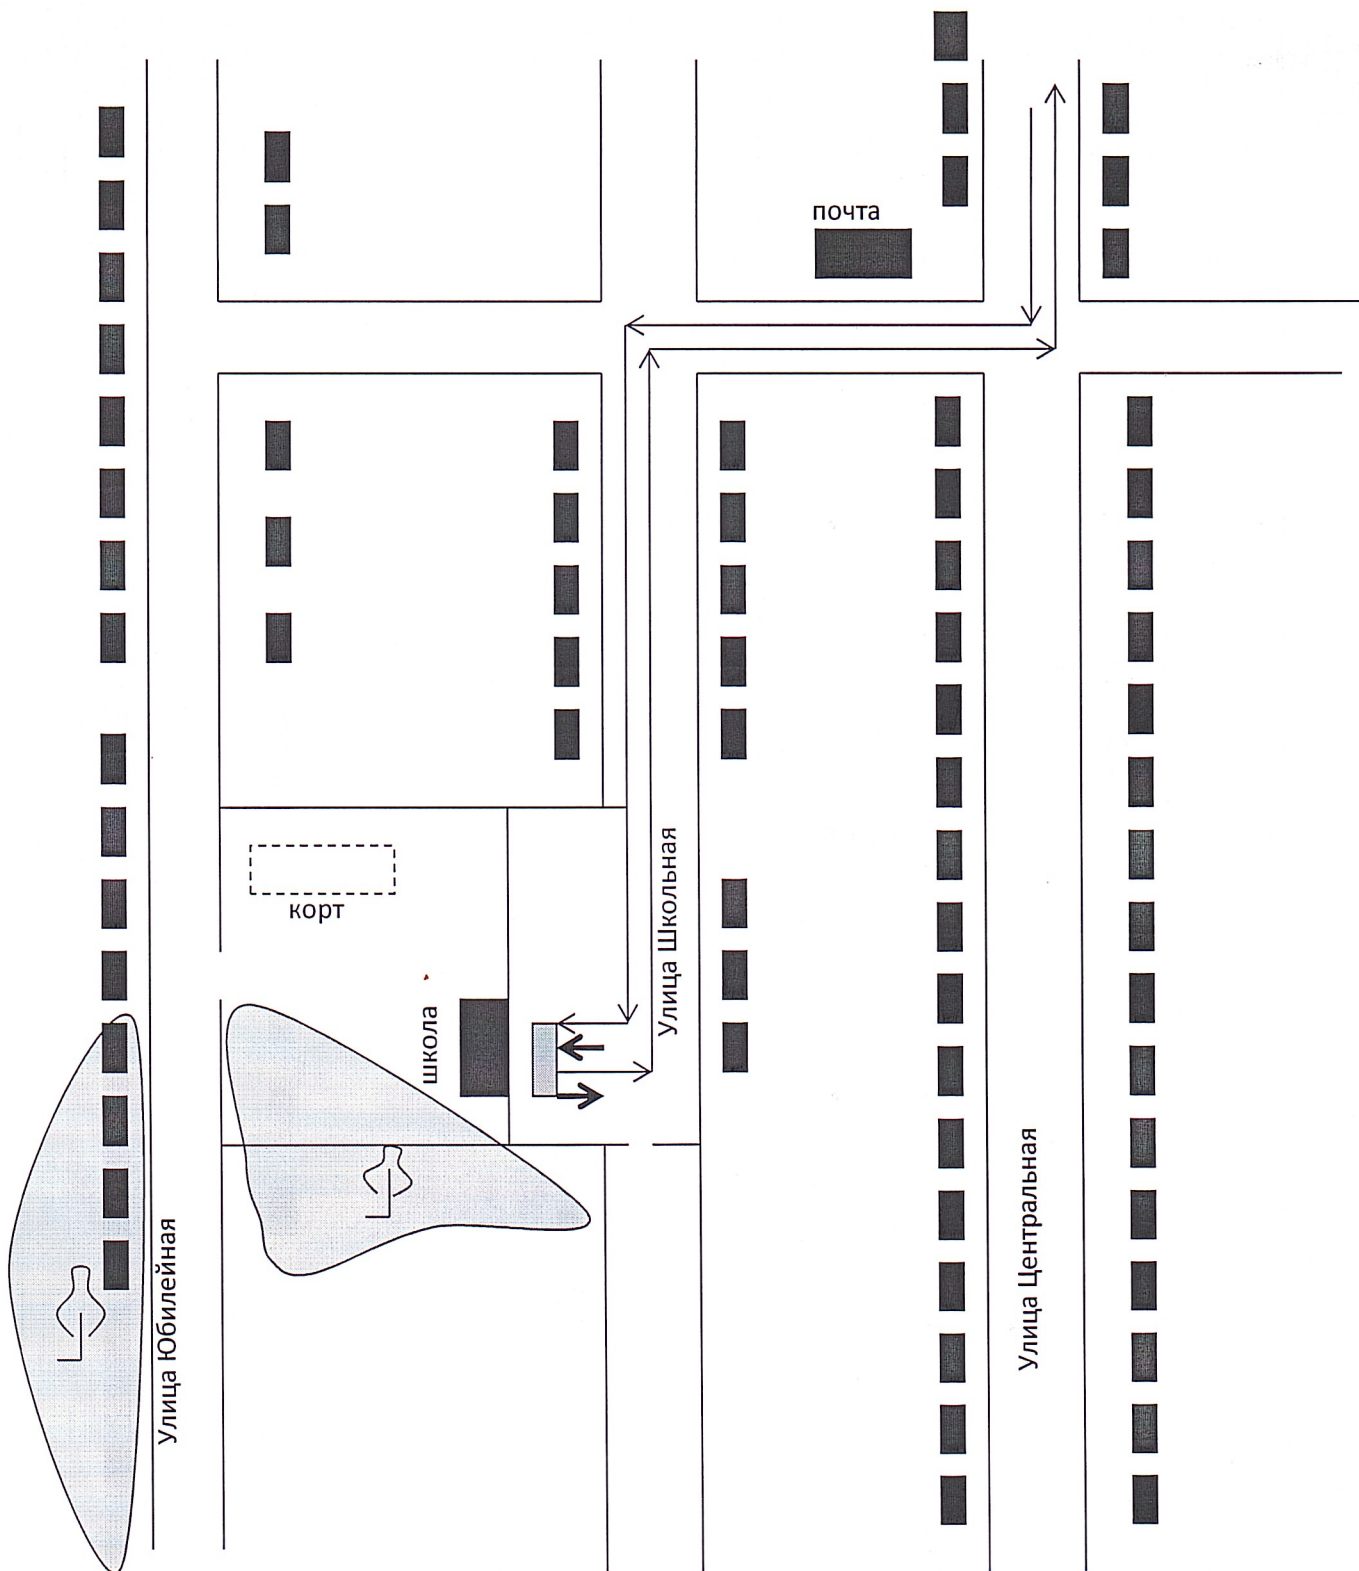 почта
корт
Улица Школьная
школа
Улица Центральная
Улица Юбилейная